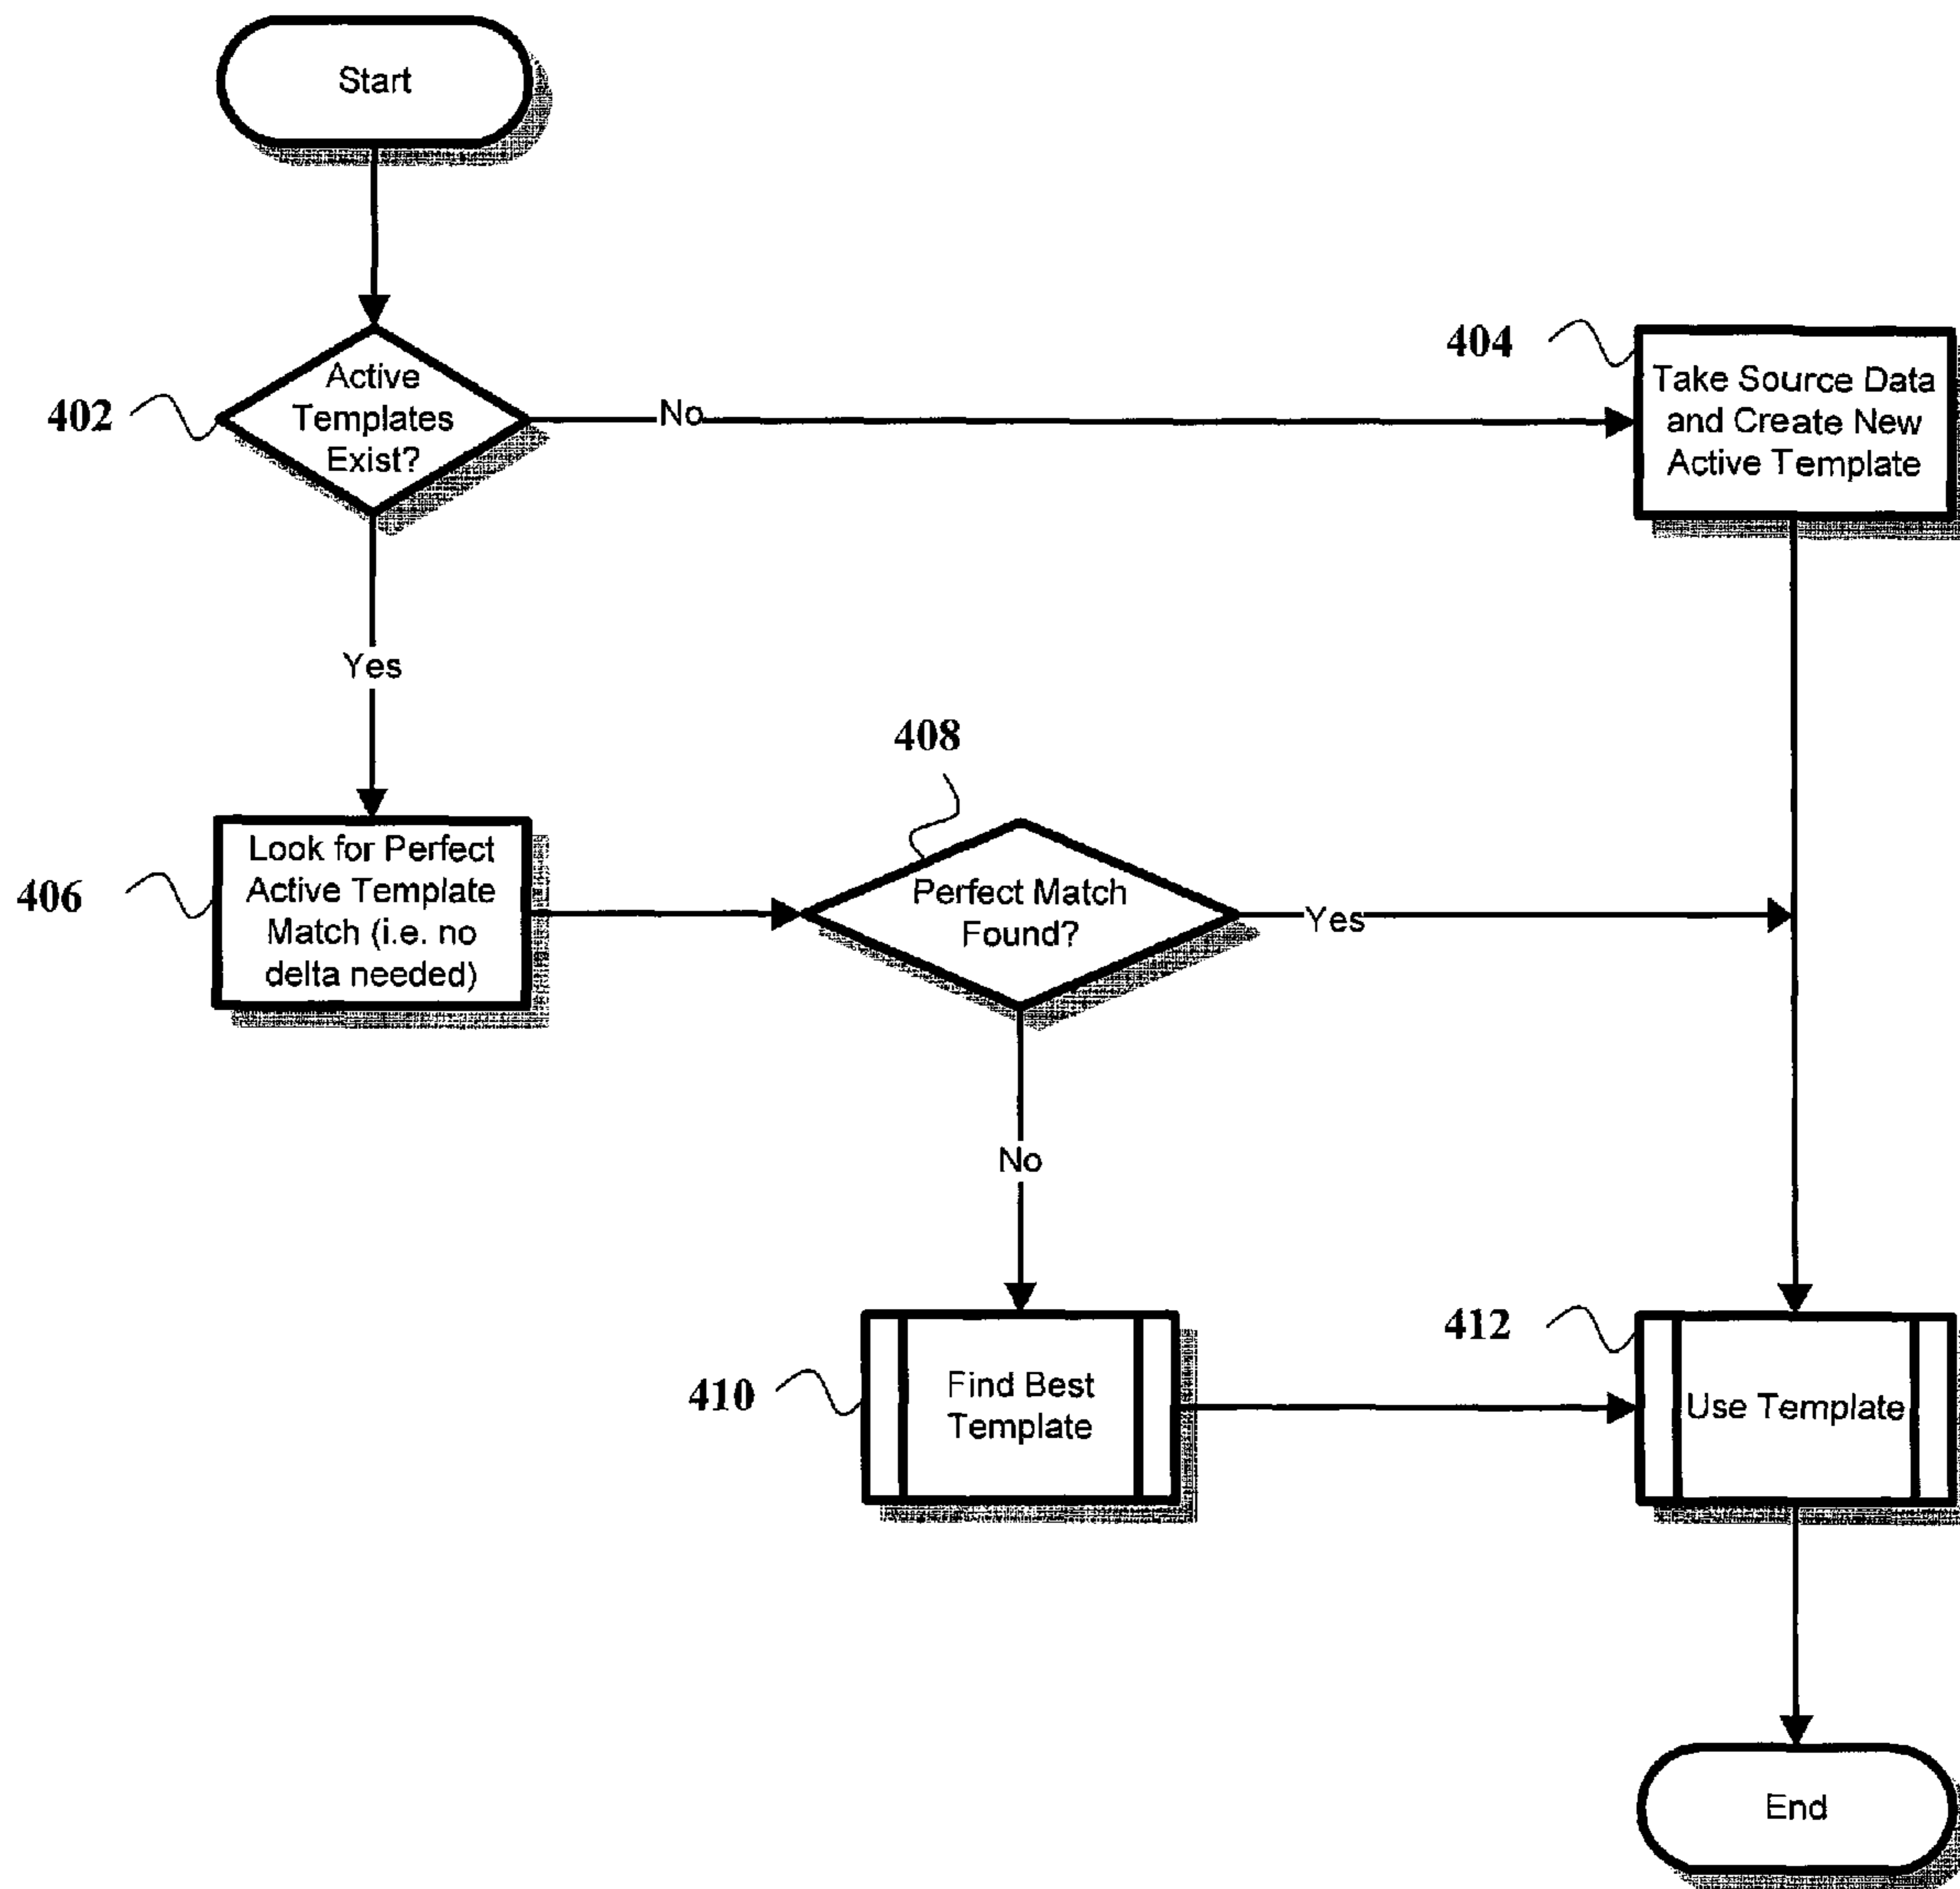 Start
402
Active
Templates
Exist?
No
404
Take Source Data
and Create New
Active Template
Yes
406
Look for Perfect
Active Template
Match (i.e. no
delta needed)
408
Perfect Match
Found?
Yes
No
410
Find Best
Template
412
Use Template
End